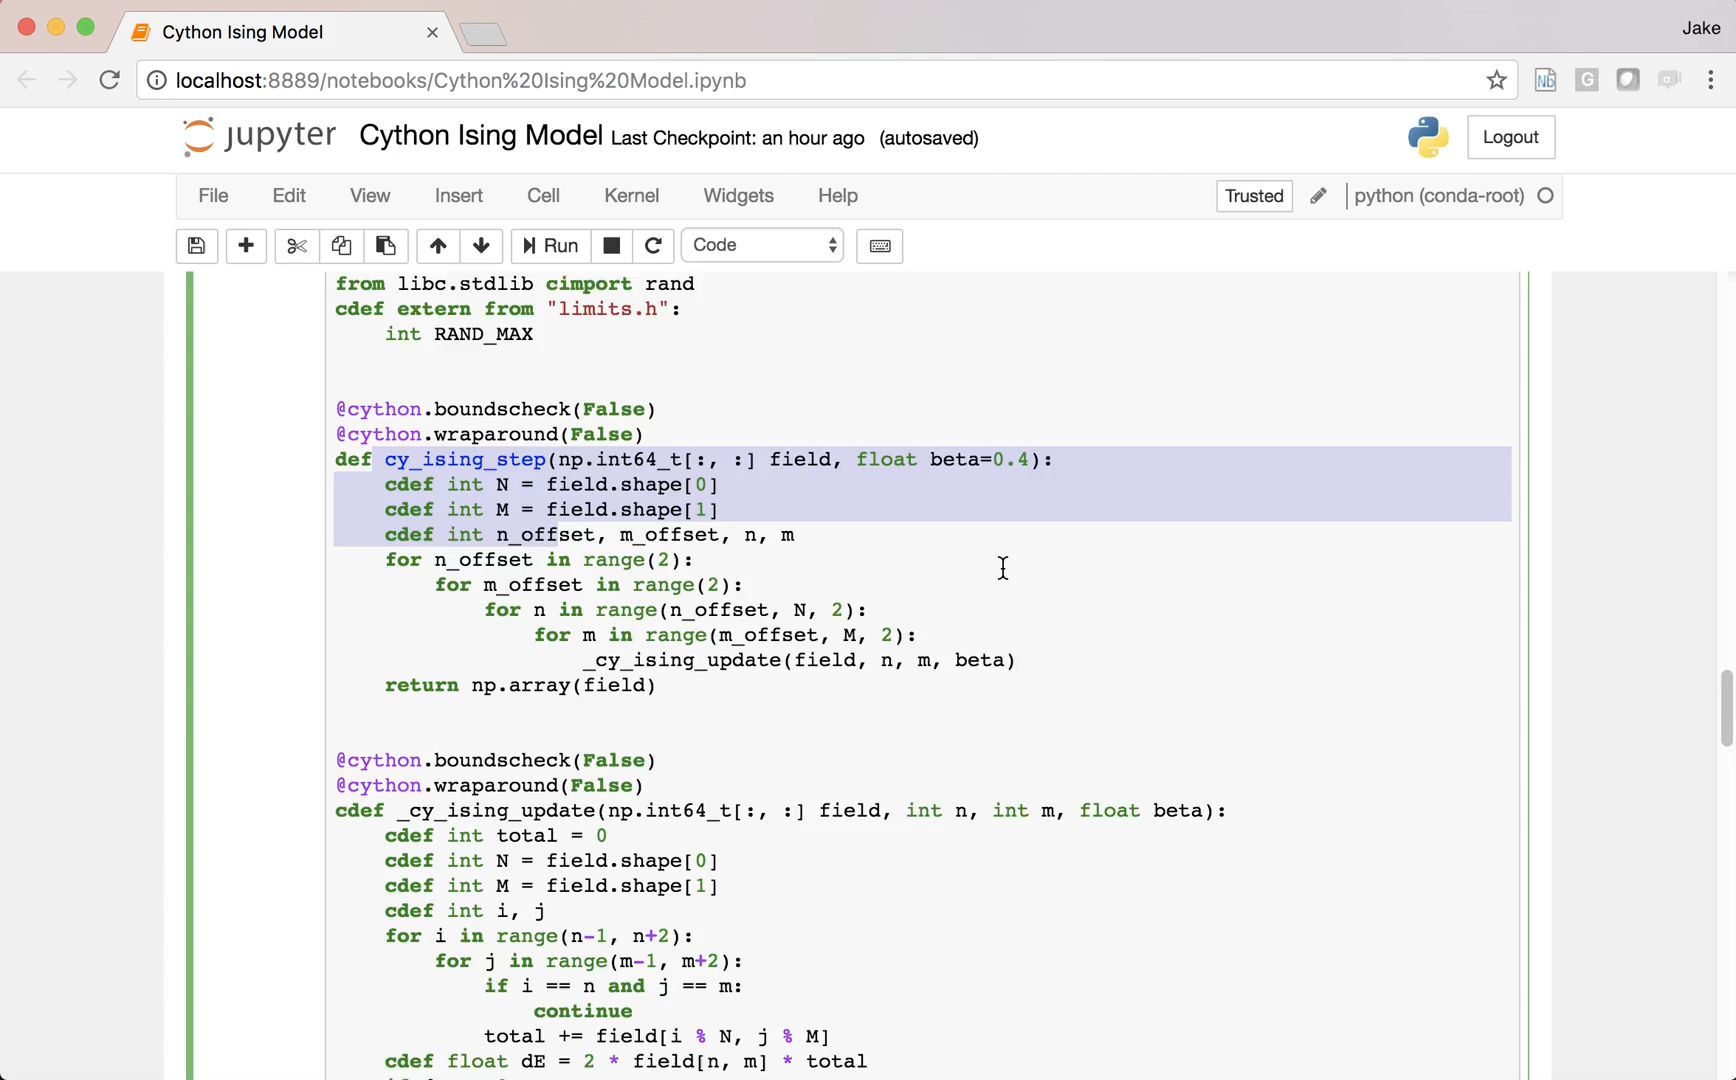 Cython Ising Model
Jake
localhost:8889/notebooks/Cython%20Ising%20Model.ipynb
Nb
G
jupyter Cython Ising Model Last Checkpoint: an hour ago (autosaved)
Logout
File Edit View Insert Cell Kernel Widgets Help
Trusted
python (conda-root)
Run
Code
from libc.stdlib cimport rand
cdef extern from "limits.h":
    int RAND_MAX
@cython.boundscheck(False)
@cython.wraparound(False)
def cy_ising_step(np.int64_t[:, :] field, float beta=0.4):
    cdef int N = field.shape[0]
    cdef int M = field.shape[1]
    cdef int n_offset, m_offset, n, m
    for n_offset in range(2):
        for m_offset in range(2):
            for n in range(n_offset, N, 2):
                for m in range(m_offset, M, 2):
                    _cy_ising_update(field, n, m, beta)
    return np.array(field)
@cython.boundscheck(False)
@cython.wraparound(False)
cdef _cy_ising_update(np.int64_t[:, :] field, int n, int m, float beta):
    cdef int total = 0
    cdef int N = field.shape[0]
    cdef int M = field.shape[1]
    cdef int i, j
    for i in range(n-1, n+2):
        for j in range(m-1, m+2):
            if i == n and j == m:
                continue
            total += field[i % N, j % M]
    cdef float dE = 2 * field[n, m] * total